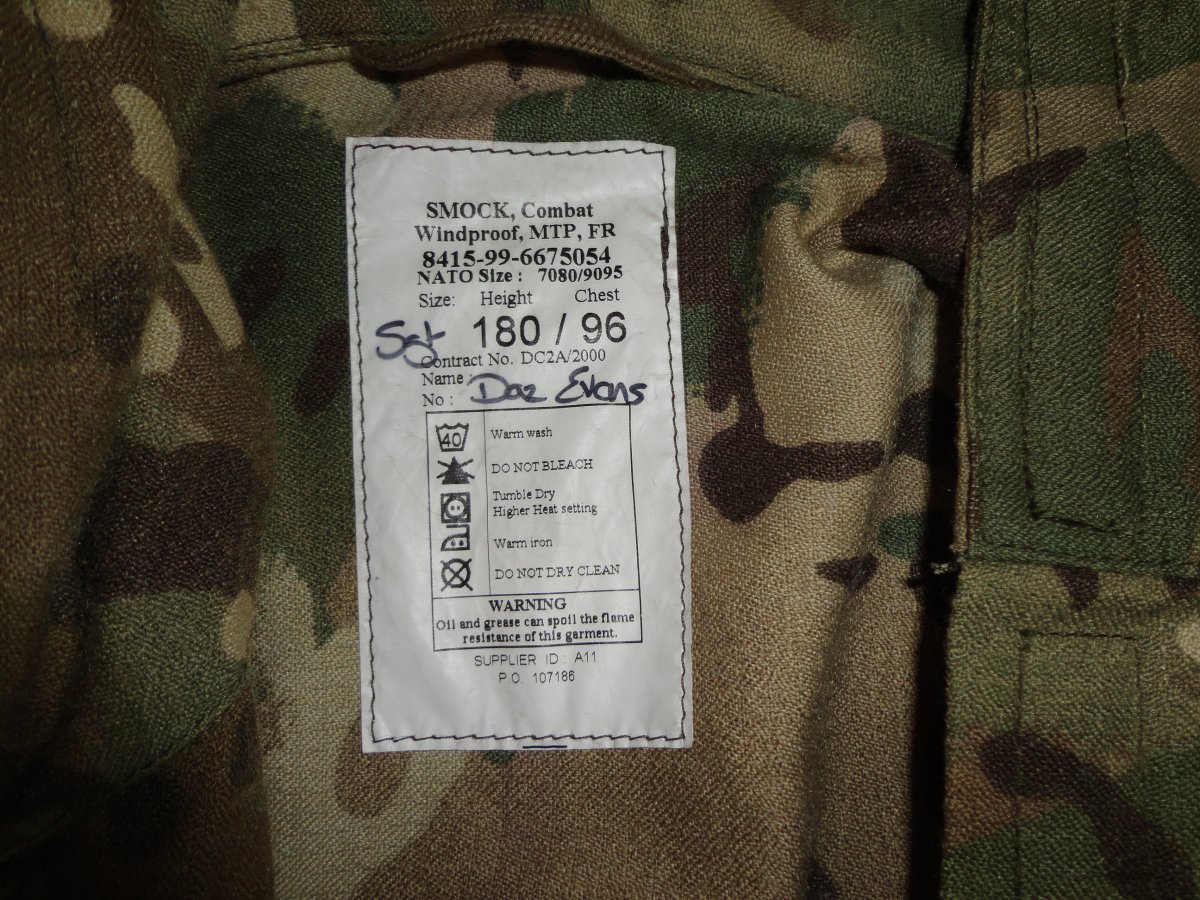 SMOCK, Combat
Windproof, MTP, FR
8415-99-6675054
NATO Size : 7080/9095
Size: Height Chest
Sgt 180 / 96
Contract No. DC2A/2000
Name :
No : Daz Evans
40 Warm wash
DO NOT BLEACH
Tumble Dry
Higher Heat setting
Warm iron
DO NOT DRY CLEAN
WARNING
Oil and grease can spoil the flame
resistance of this garment.
SUPPLIER ID : A11
P.O. 107186